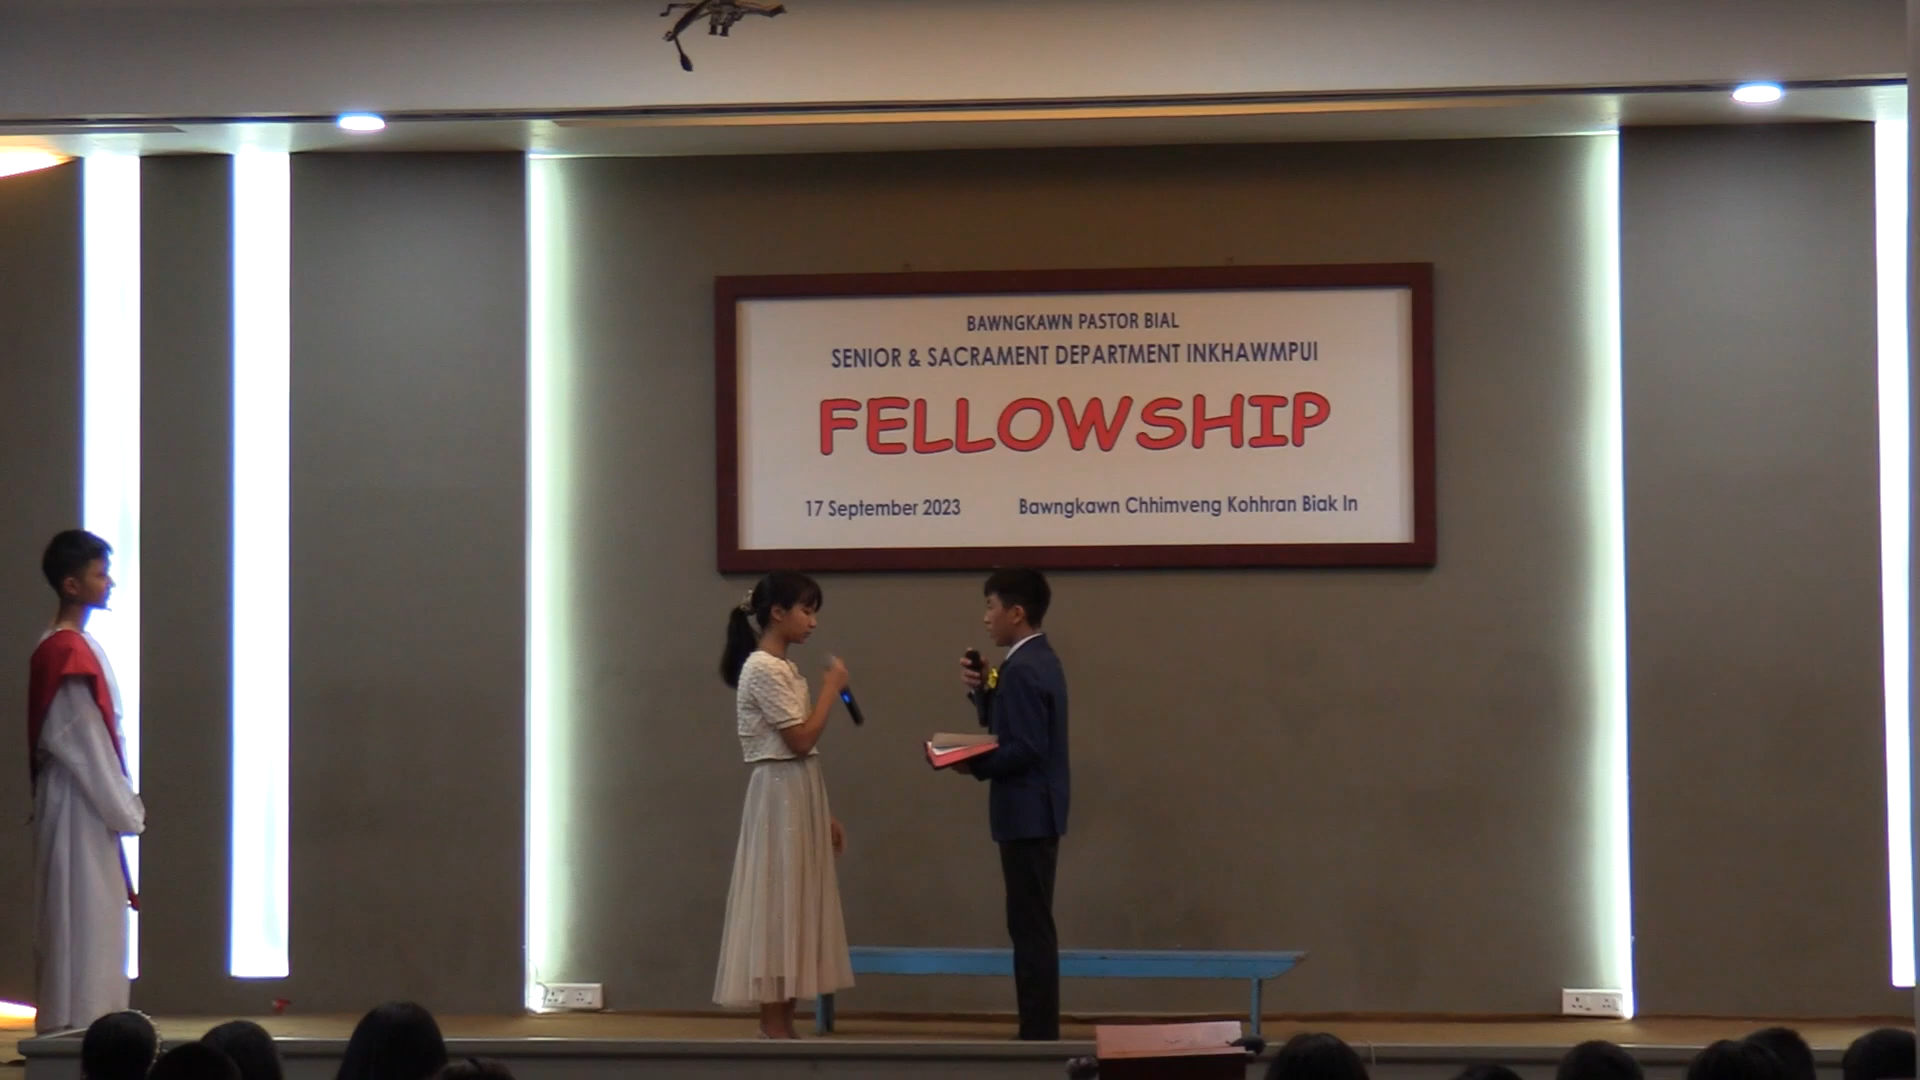 BAWNGKAWN PASTOR BIAL
SENIOR & SACRAMENT DEPARTMENT INKHAWMPUI
FELLOWSHIP
17 September 2023 Bawngkawn Chhimveng Kohhran Biak In